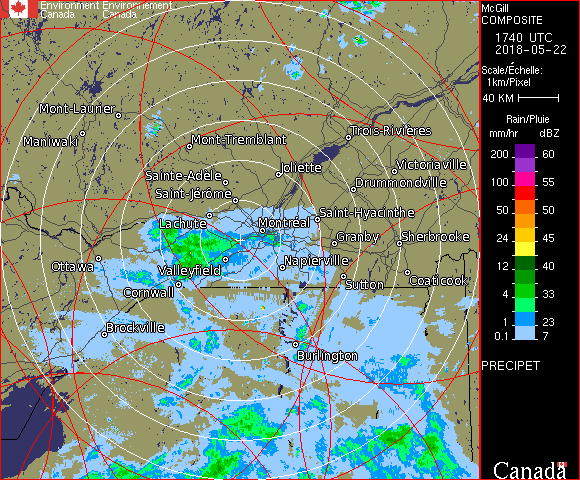 Environment Environnement
Canada Canada
McGill
COMPOSITE
1740 UTC
2018-05-22
Scale/Échelle:
1km/Pixel
40 KM
Rain/Pluie
mm/hr dBZ
200 60
100 55
50 50
24 45
12 40
4 33
1 23
0.1 7
PRECIPET
Canada
Mont-Laurier
Maniwaki
Mont-Tremblant
Trois-Rivières
Joliette
Victoriaville
Sainte-Adèle
Drummondville
Saint-Jérôme
Lachute
Saint-Hyacinthe
Montréal
Granby
Sherbrooke
Ottawa
Valleyfield
Napierville
Cornwall
Sutton
Coaticook
Brockville
Burlington